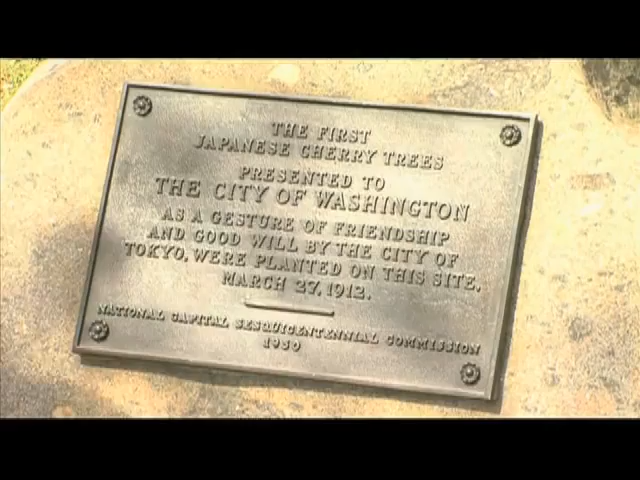 THE FIRST
JAPANESE CHERRY TREES
PRESENTED TO
THE CITY OF WASHINGTON
AS A GESTURE OF FRIENDSHIP
AND GOOD WILL BY THE CITY OF
TOKYO, WERE PLANTED ON THIS SITE,
MARCH 27, 1912.
NATIONAL CAPITAL SESQUICENTENNIAL COMMISSION
1950